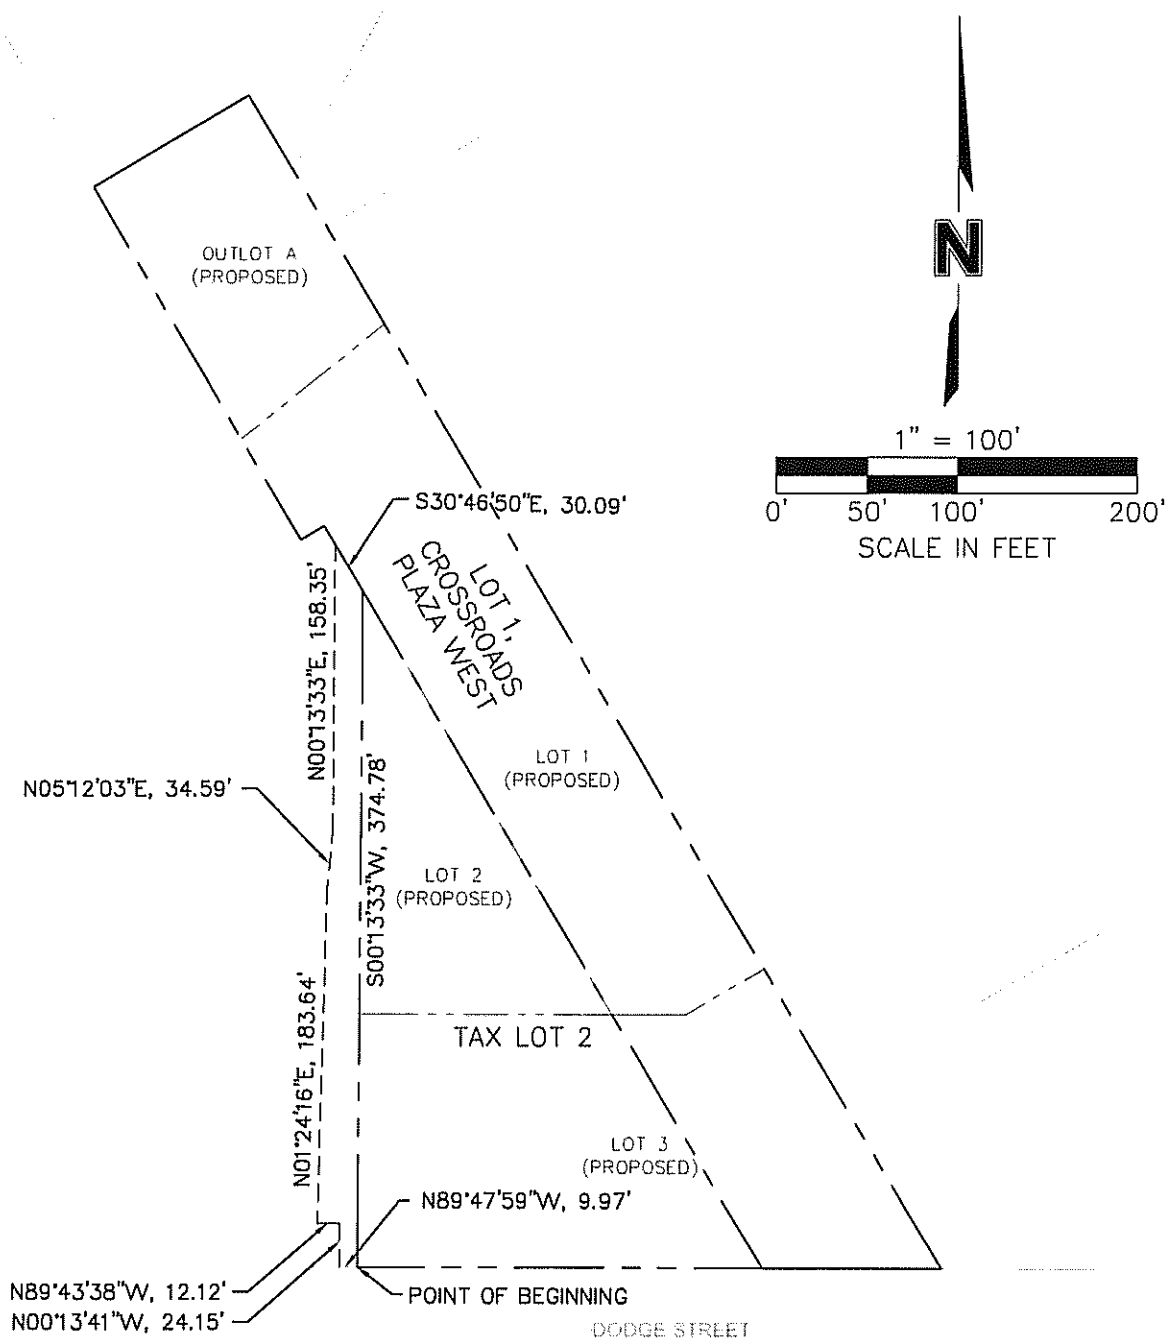 OUTLOT A
(PROPOSED)
N
1" = 100'
0' 50' 100' 200'
SCALE IN FEET
S30°46'50"E, 30.09'
LOT 1,
CROSSROADS
PLAZA WEST
N00°13'33"E, 158.35'
LOT 1
(PROPOSED)
N05°12'03"E, 34.59'
S00°13'33"W, 374.78'
LOT 2
(PROPOSED)
TAX LOT 2
N01°24'16"E, 183.64'
LOT 3
(PROPOSED)
N89°47'59"W, 9.97'
N89°43'38"W, 12.12'
N00°13'41"W, 24.15'
POINT OF BEGINNING
DODGE STREET